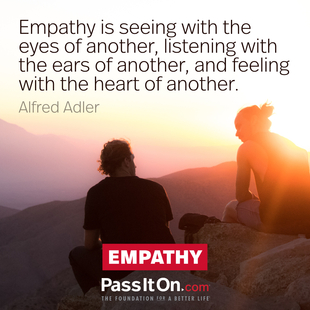 Empathy is seeing with the
eyes of another, listening with
the ears of another, and feeling
with the heart of another.
Alfred Adler
EMPATHY
PassItOn.com
THE FOUNDATION FOR A BETTER LIFE